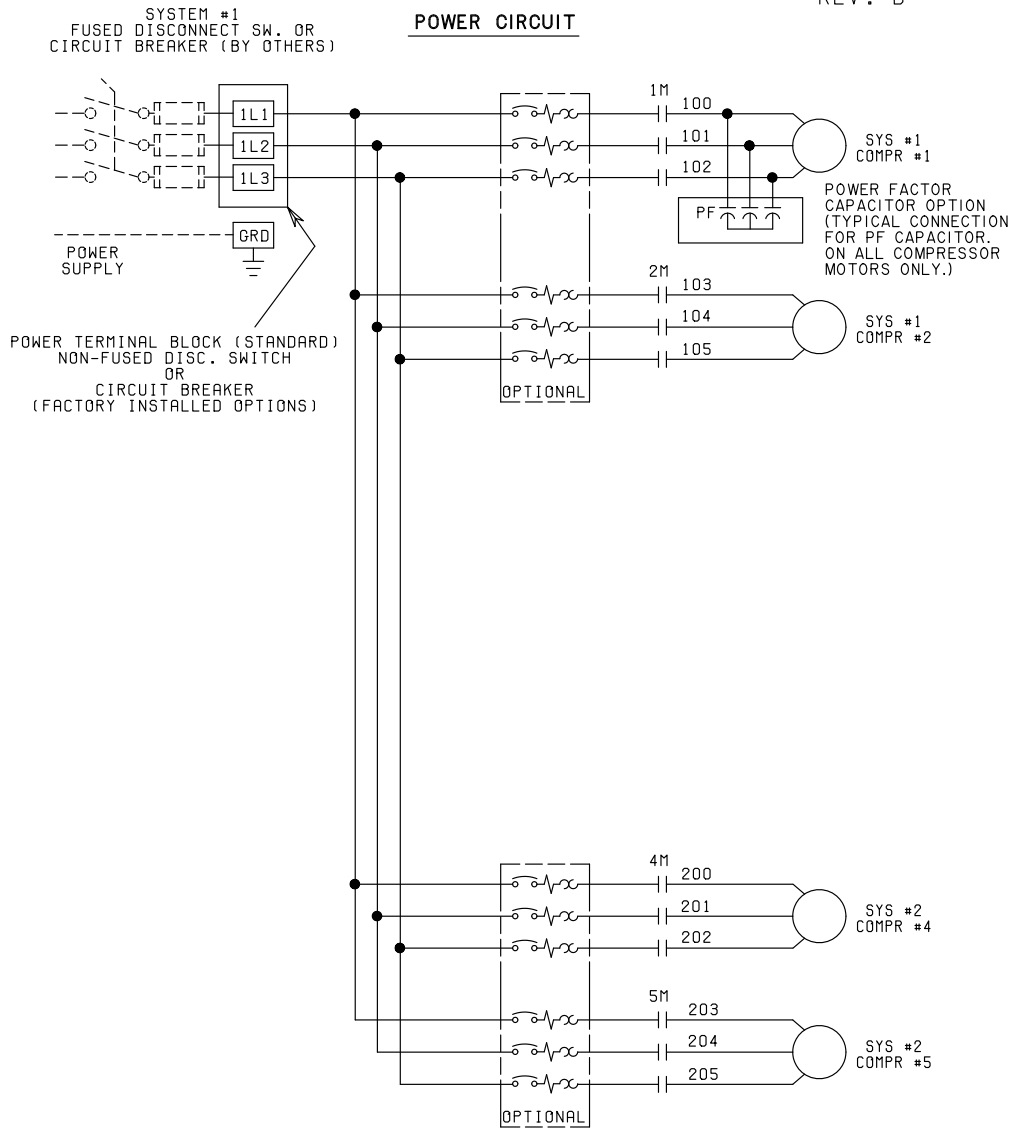 REV. B
SYSTEM #1
FUSED DISCONNECT SW. OR
CIRCUIT BREAKER (BY OTHERS)
POWER CIRCUIT
1L1
1L2
1L3
GRD
POWER
SUPPLY
POWER TERMINAL BLOCK (STANDARD)
NON-FUSED DISC. SWITCH
OR
CIRCUIT BREAKER
(FACTORY INSTALLED OPTIONS)
1M
100
101
102
SYS #1
COMPR #1
PF
POWER FACTOR
CAPACITOR OPTION
(TYPICAL CONNECTION
FOR PF CAPACITOR.
ON ALL COMPRESSOR
MOTORS ONLY.)
2M
103
104
105
SYS #1
COMPR #2
OPTIONAL
4M
200
201
202
SYS #2
COMPR #4
5M
203
204
205
SYS #2
COMPR #5
OPTIONAL